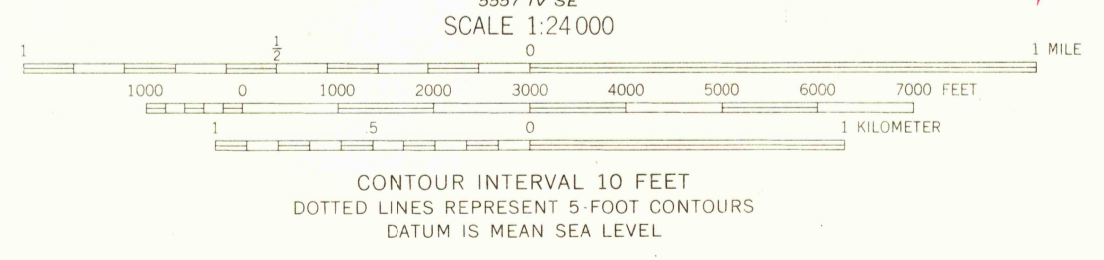 SCALE 1:24 000
1 1/2 0 1 MILE
1000 0 1000 2000 3000 4000 5000 6000 7000 FEET
1 .5 0 1 KILOMETER
CONTOUR INTERVAL 10 FEET
DOTTED LINES REPRESENT 5-FOOT CONTOURS
DATUM IS MEAN SEA LEVEL